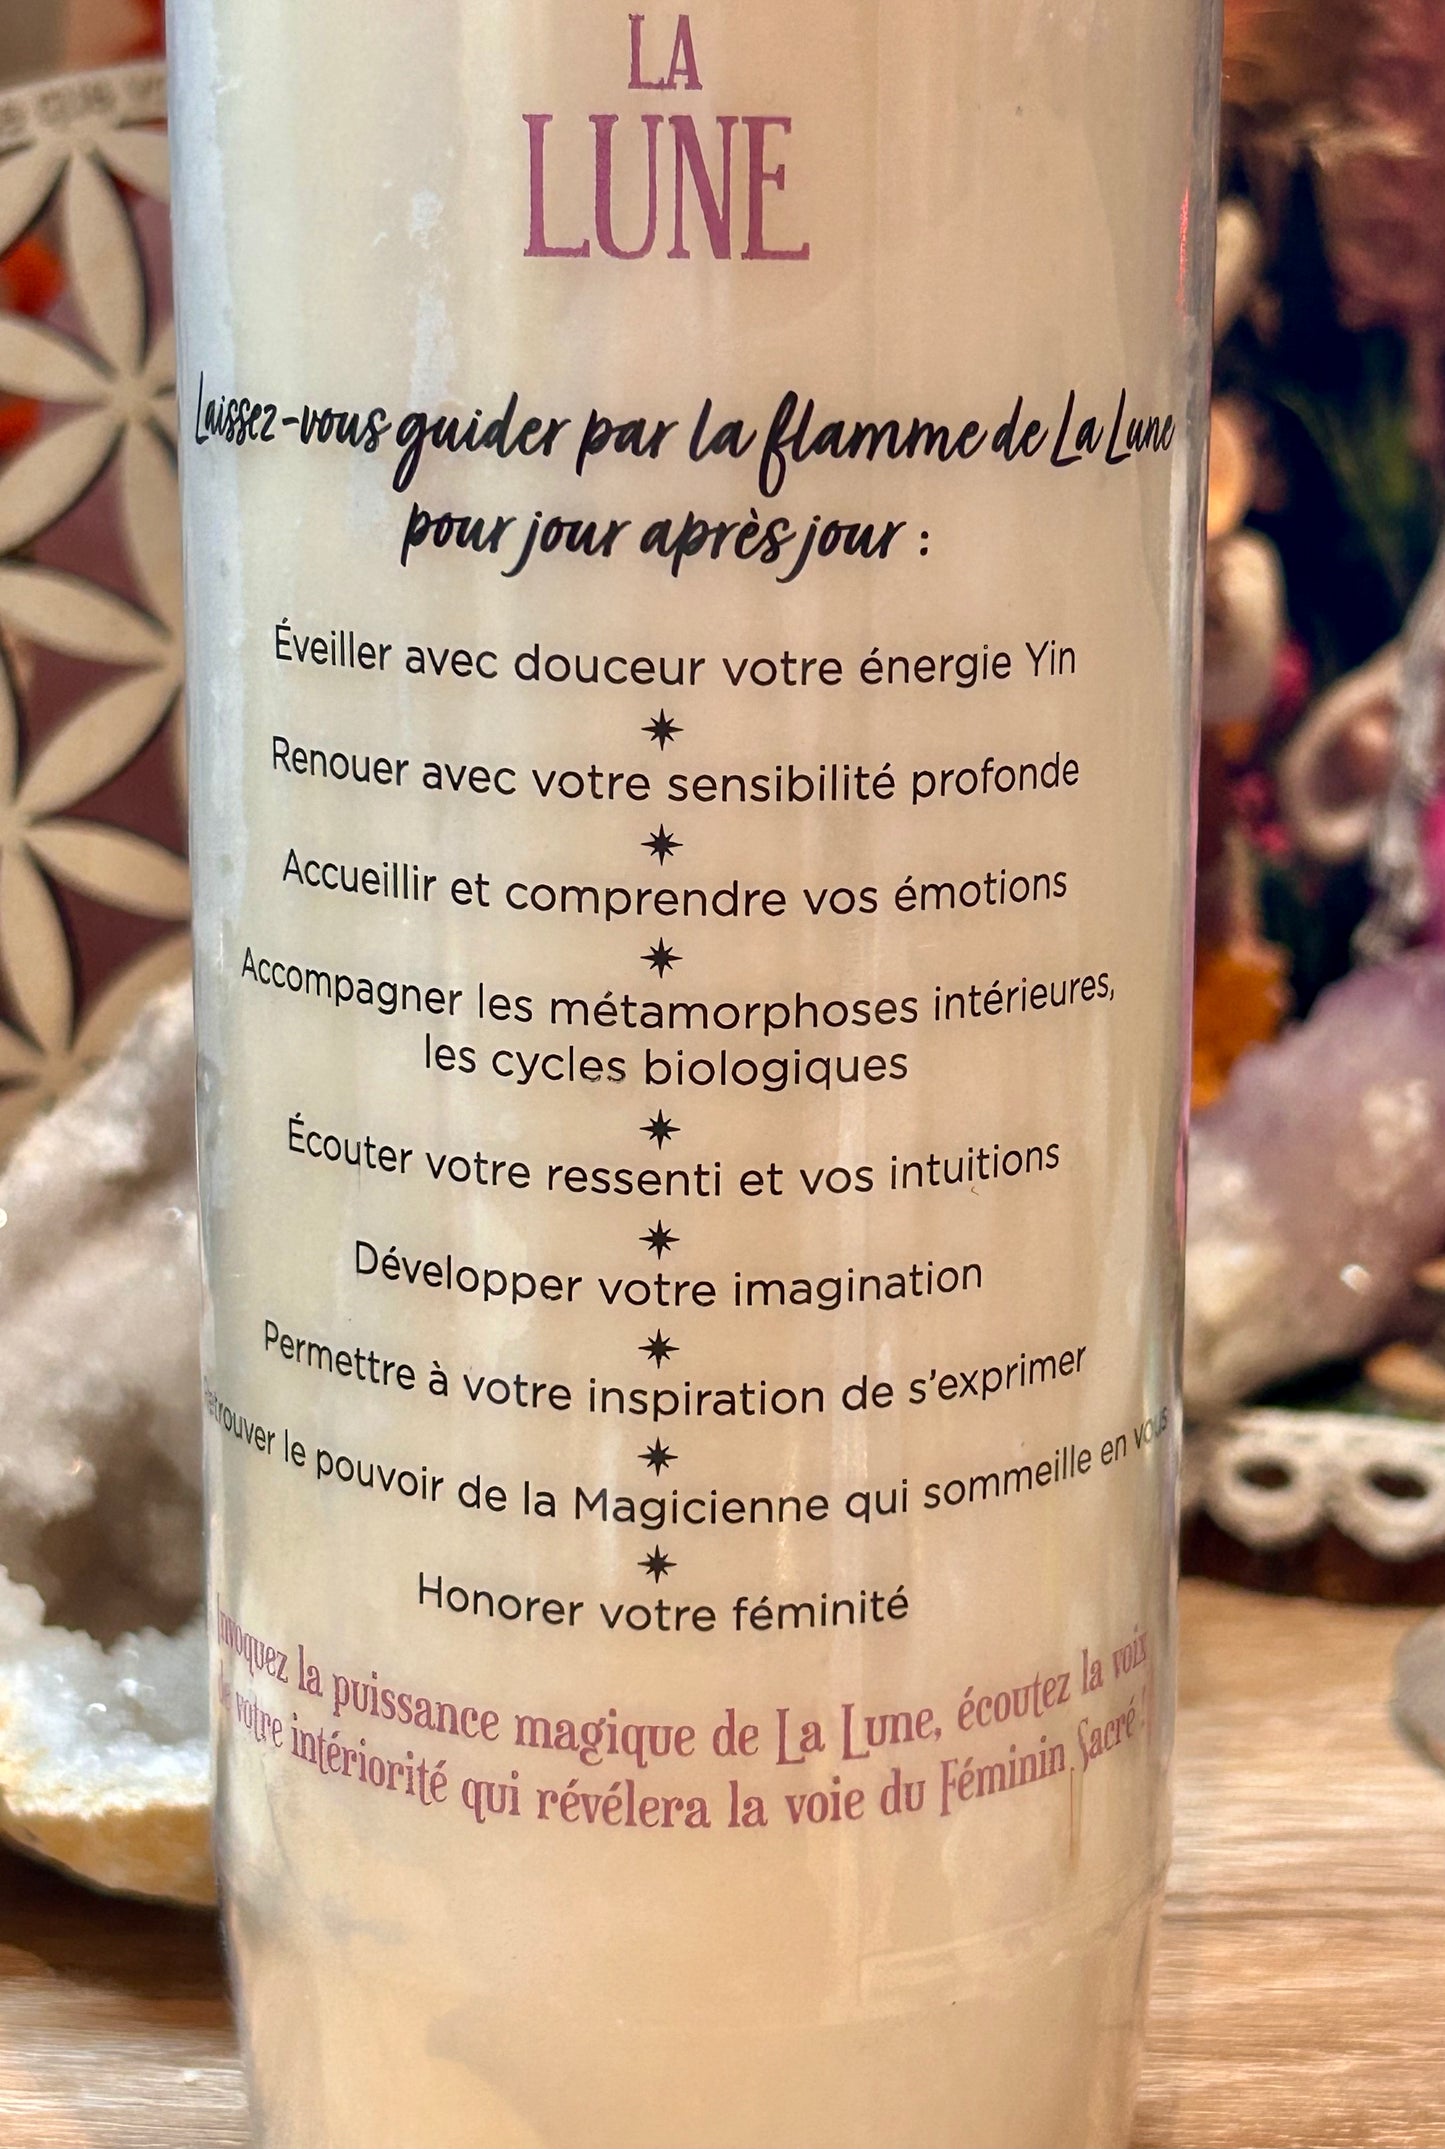 LA
LUNE
Laissez-vous guider par la flamme de La Lune
pour jour après jour :
Éveiller avec douceur votre énergie Yin
Renouer avec votre sensibilité profonde
Accueillir et comprendre vos émotions
Accompagner les métamorphoses intérieures,
les cycles biologiques
Écouter votre ressenti et vos intuitions
Développer votre imagination
Permettre à votre inspiration de s'exprimer
Retrouver le pouvoir de la Magicienne qui sommeille en vous
Honorer votre féminité
Invoquez la puissance magique de La Lune, écoutez la voix
de votre intériorité qui révélera la voie du Féminin Sacré !